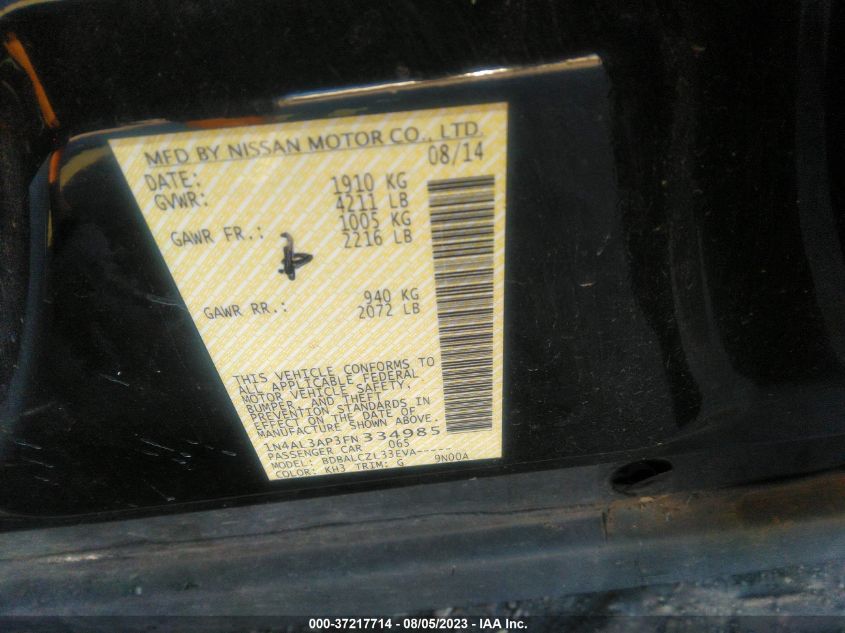 MFD BY NISSAN MOTOR CO., LTD.
DATE: 08/14
GVWR: 1910 KG
4211 LB
GAWR FR.: 1005 KG
2216 LB
GAWR RR.: 940 KG
2072 LB
THIS VEHICLE CONFORMS TO
ALL APPLICABLE FEDERAL
MOTOR VEHICLE SAFETY,
BUMPER, AND THEFT
PREVENTION STANDARDS IN
EFFECT ON THE DATE OF
MANUFACTURE SHOWN ABOVE.
1N4AL3AP3FN334985
PASSENGER CAR 065
MODEL: BDBALCZL33EVA-----
COLOR: KH3 TRIM: G 9N00A
000-37217714 - 08/05/2023 - IAA Inc.